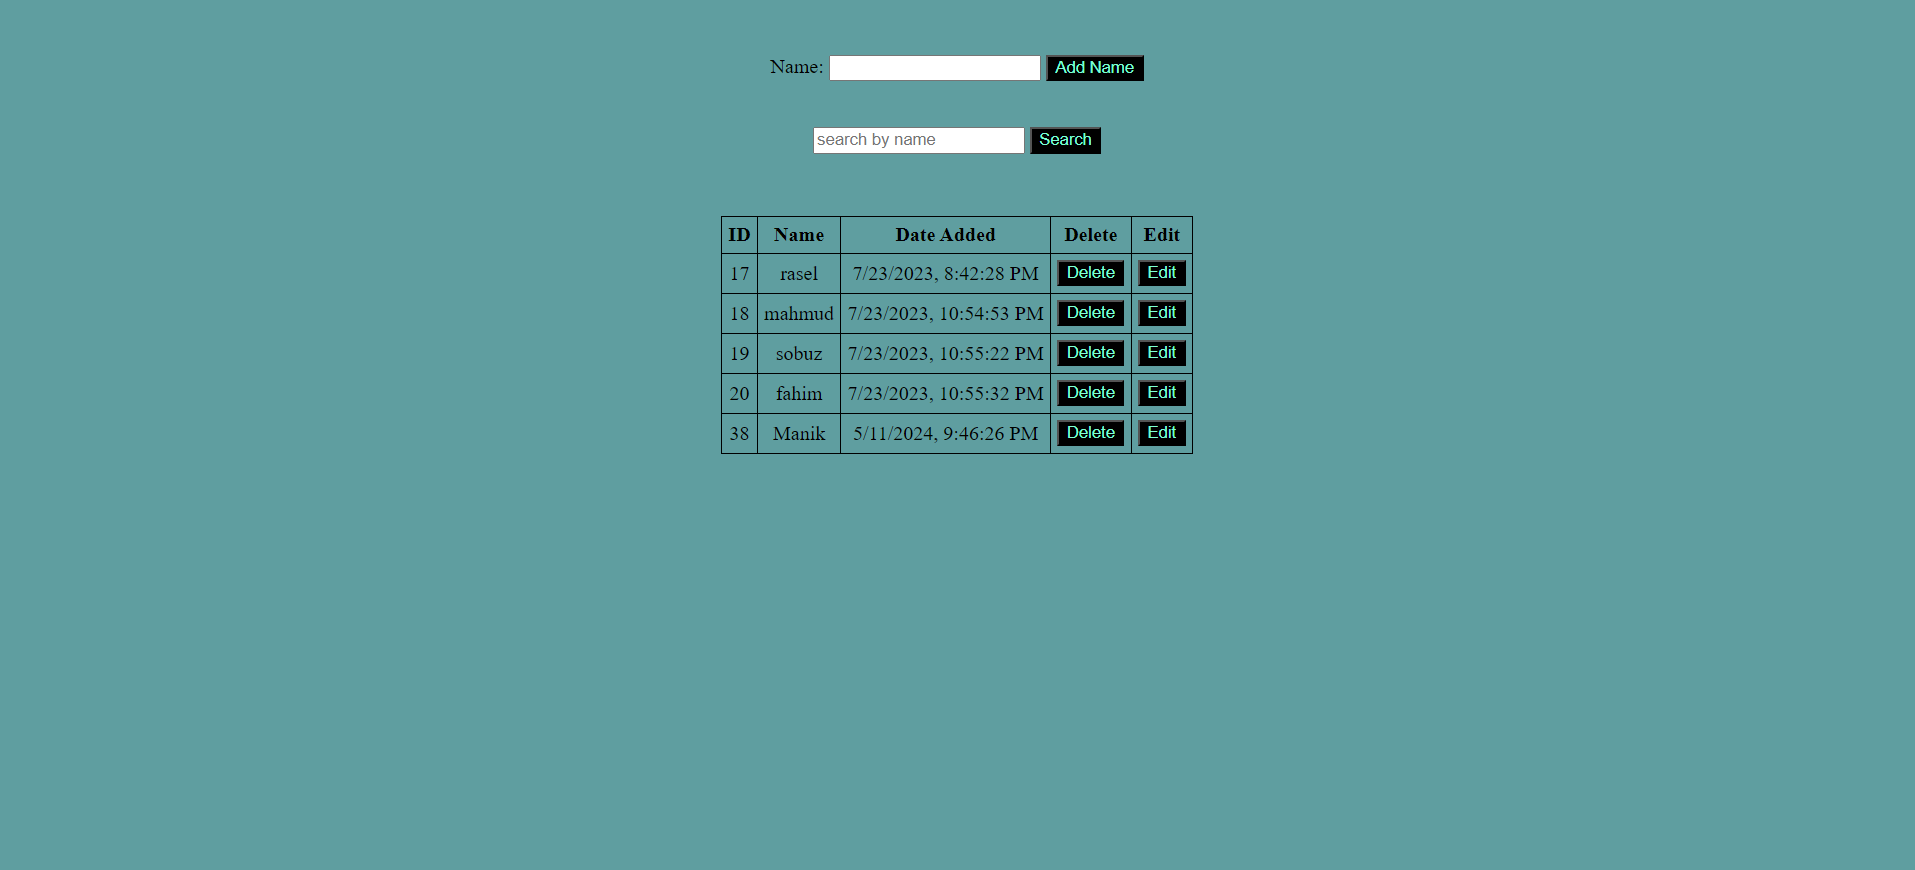 Name: Add Name
search by name Search
ID Name Date Added Delete Edit
17 rasel 7/23/2023, 8:42:28 PM Delete Edit
18 mahmud 7/23/2023, 10:54:53 PM Delete Edit
19 sobuz 7/23/2023, 10:55:22 PM Delete Edit
20 fahim 7/23/2023, 10:55:32 PM Delete Edit
38 Manik 5/11/2024, 9:46:26 PM Delete Edit